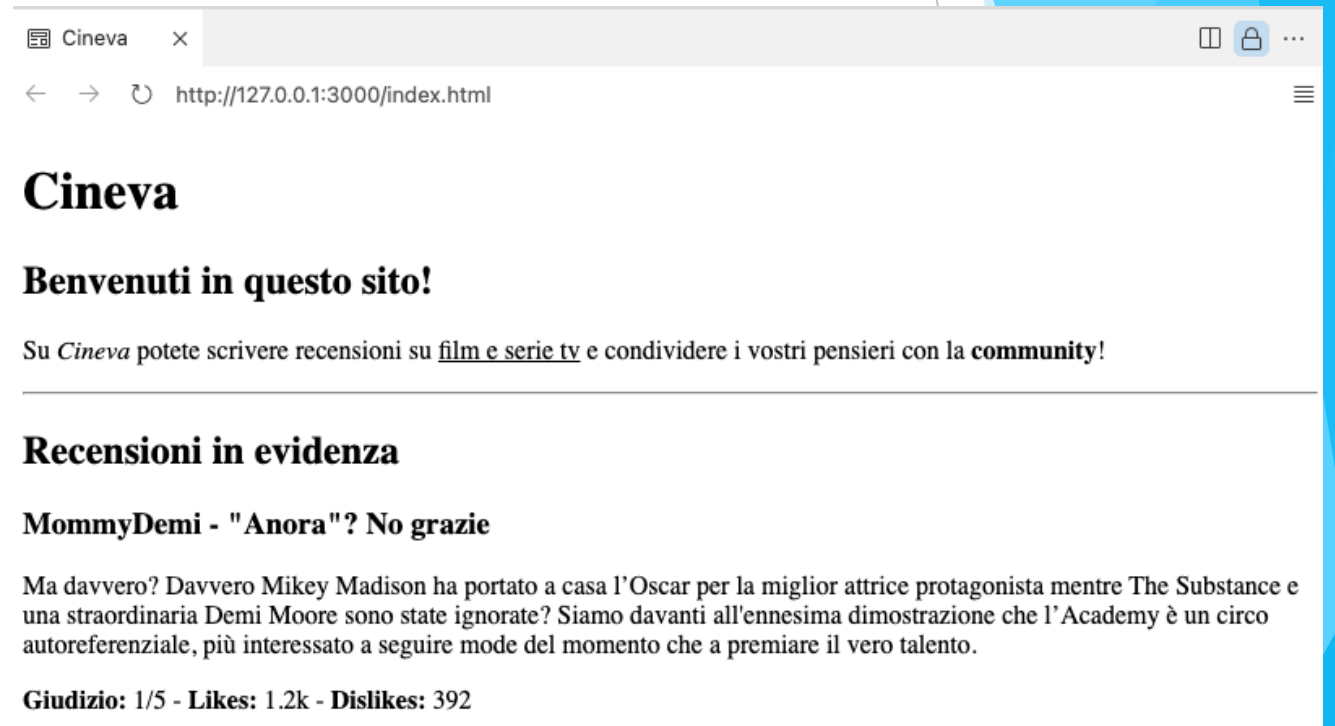 Cineva
http://127.0.0.1:3000/index.html
Cineva
Benvenuti in questo sito!
Su Cineva potete scrivere recensioni su film e serie tv e condividere i vostri pensieri con la community!
Recensioni in evidenza
MommyDemi - "Anora"? No grazie
Ma davvero? Davvero Mikey Madison ha portato a casa l’Oscar per la miglior attrice protagonista mentre The Substance e
una straordinaria Demi Moore sono state ignorate? Siamo davanti all'ennesima dimostrazione che l’Academy è un circo
autoreferenziale, più interessato a seguire mode del momento che a premiare il vero talento.
Giudizio: 1/5 - Likes: 1.2k - Dislikes: 392